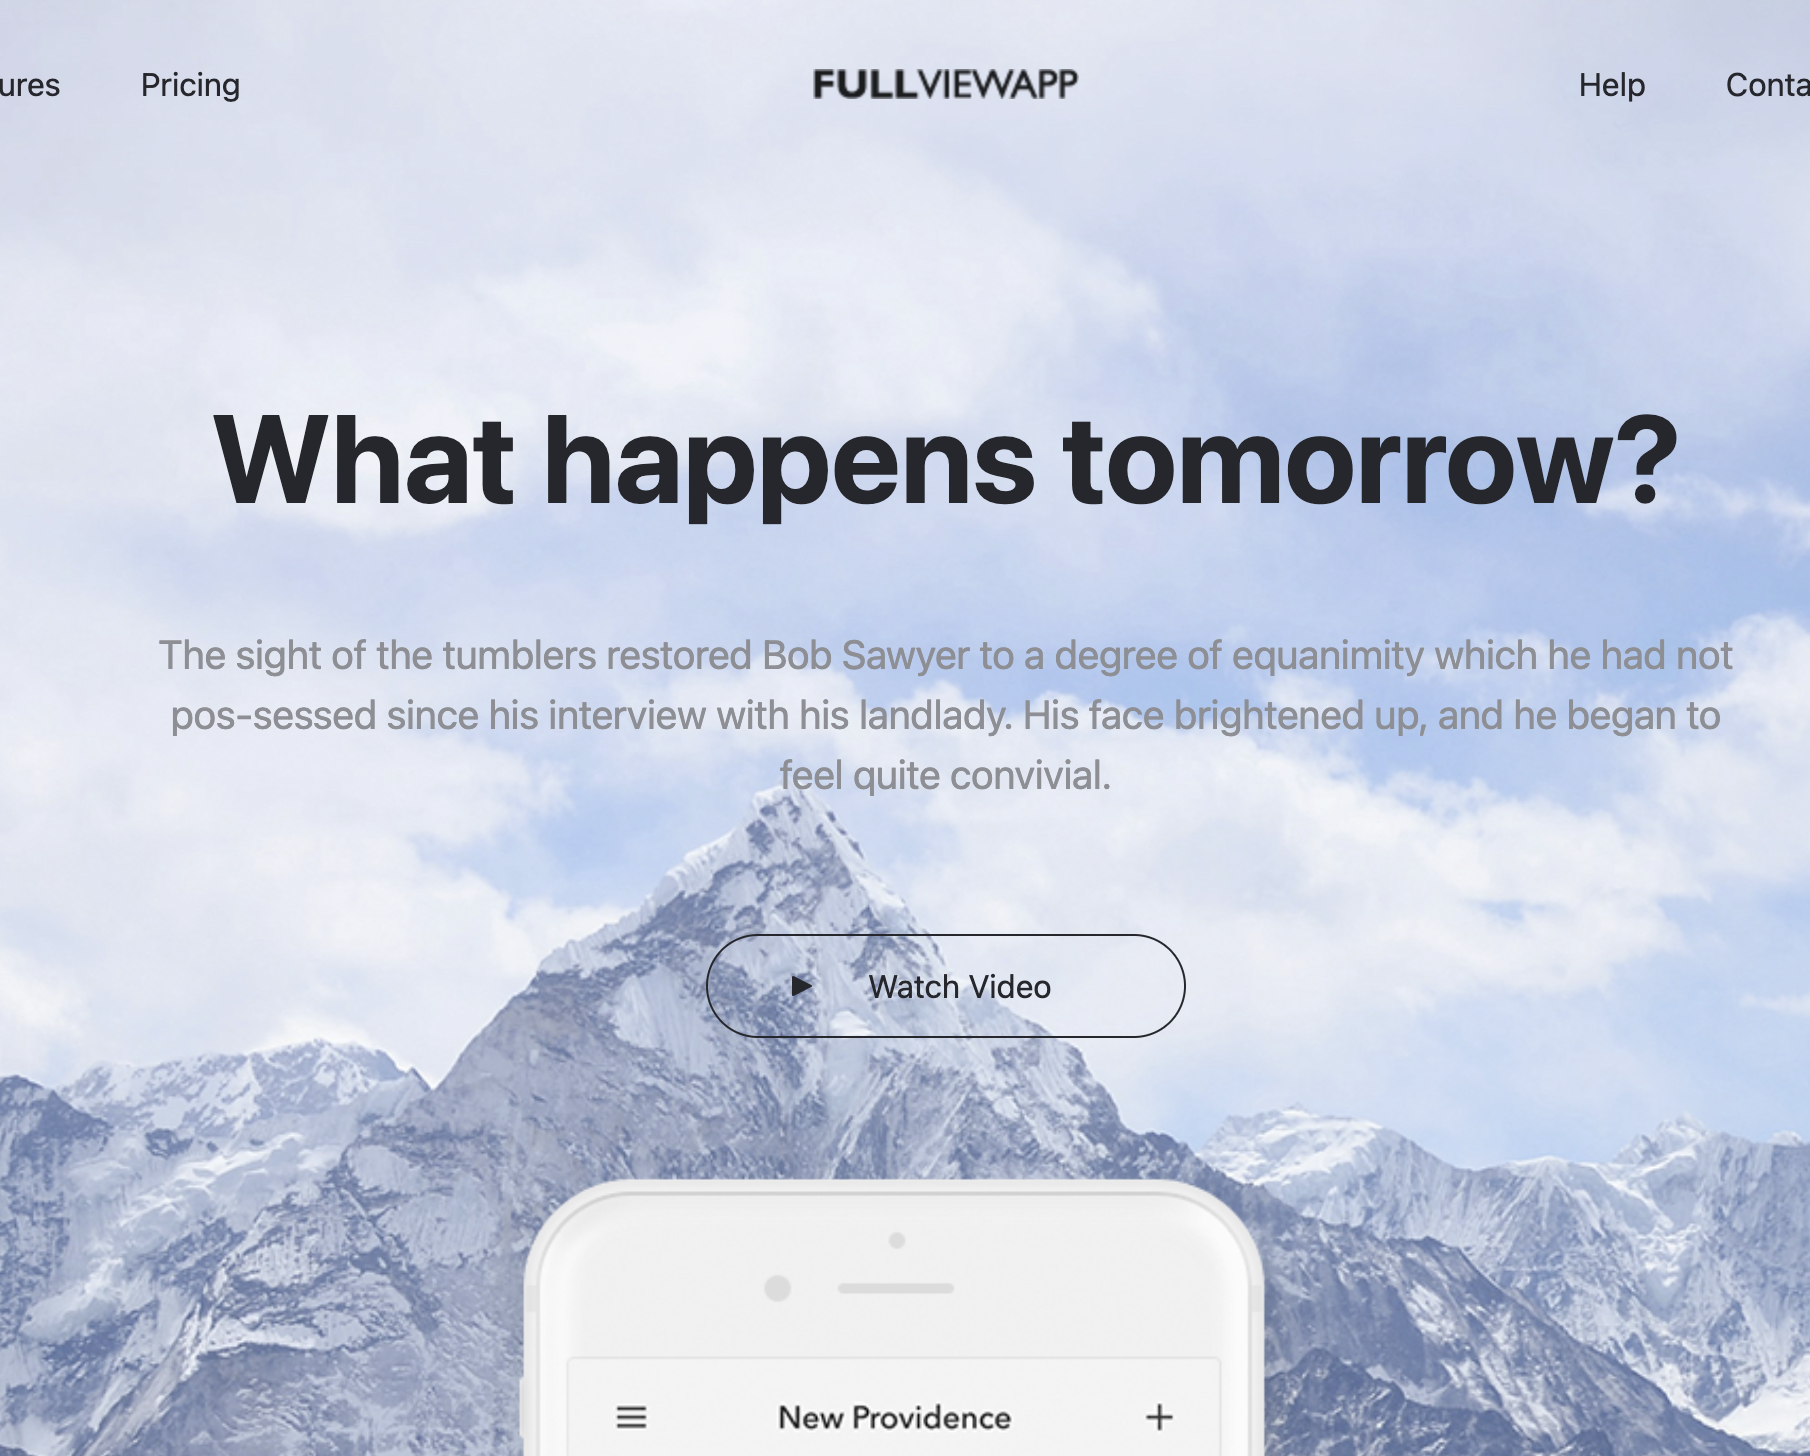 ures Pricing FULLVIEWAPP Help Conta
What happens tomorrow?
The sight of the tumblers restored Bob Sawyer to a degree of equanimity which he had not
pos-sessed since his interview with his landlady. His face brightened up, and he began to
feel quite convivial.
Watch Video
New Providence